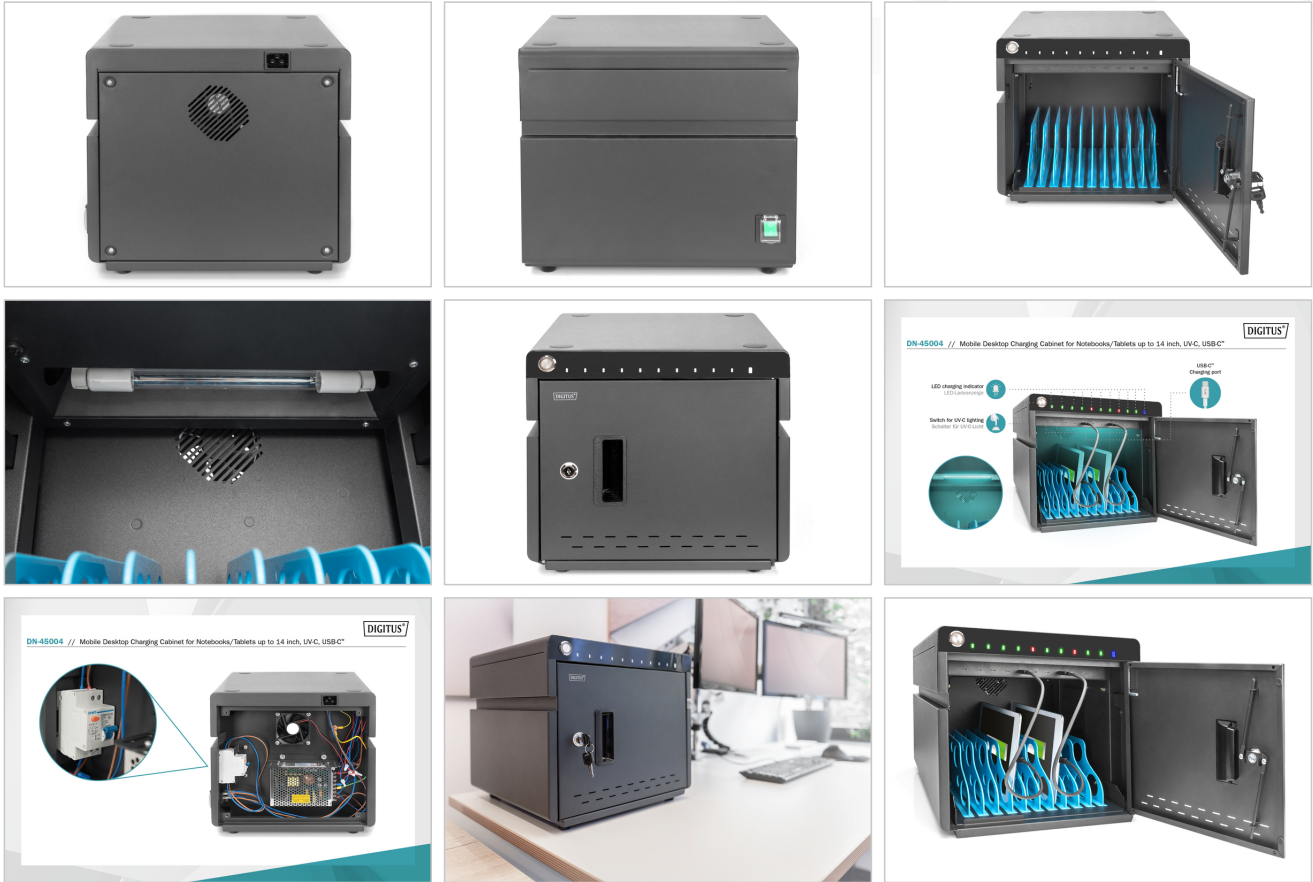 DIGITUS®
DN-45004 // Mobile Desktop Charging Cabinet for Notebooks/Tablets up to 14 inch, UV-C, USB-C™
USB-C™
Charging port
LED charging indicator
LED-Ladeanzeige
Switch for UV-C lighting
Schalter für UV-C-Licht
DIGITUS
DIGITUS®
DN-45004 // Mobile Desktop Charging Cabinet for Notebooks/Tablets up to 14 inch, UV-C, USB-C™
DIGITUS